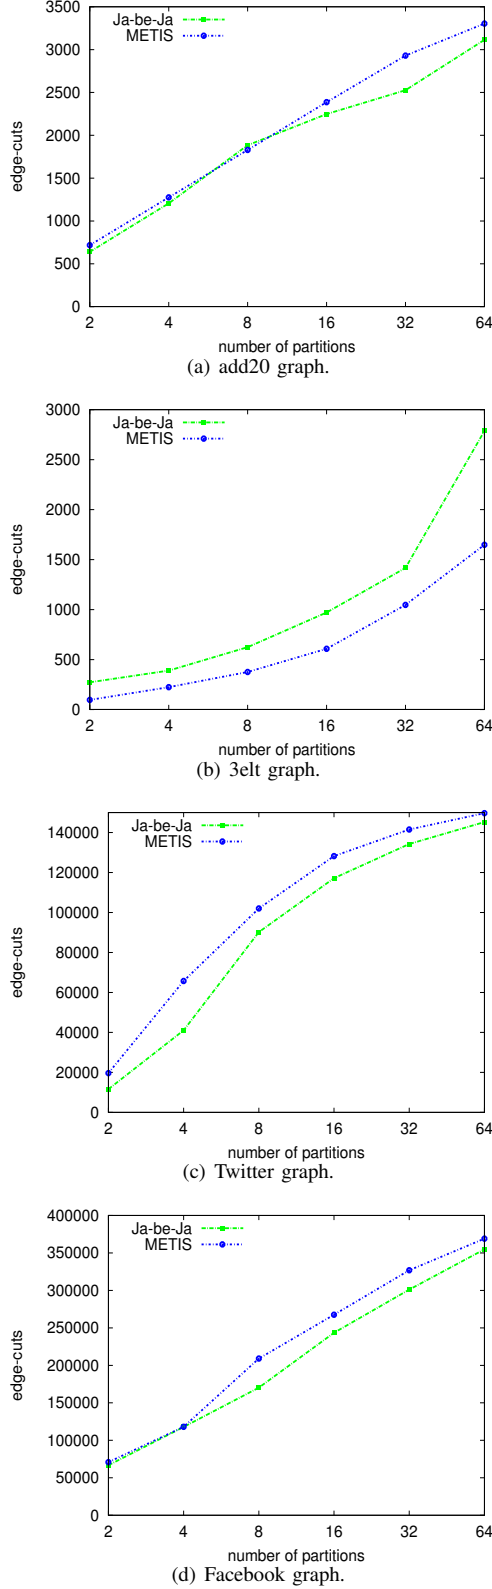 3500
3000
2500
2000
1500
1000
500
0
edge-cuts
Ja-be-Ja
METIS
2 4 8 16 32 64
number of partitions
(a) add20 graph.
3000
2500
2000
1500
1000
500
0
edge-cuts
Ja-be-Ja
METIS
2 4 8 16 32 64
number of partitions
(b) 3elt graph.
140000
120000
100000
80000
60000
40000
20000
0
edge-cuts
Ja-be-Ja
METIS
2 4 8 16 32 64
number of partitions
(c) Twitter graph.
400000
350000
300000
250000
200000
150000
100000
50000
0
edge-cuts
Ja-be-Ja
METIS
2 4 8 16 32 64
number of partitions
(d) Facebook graph.